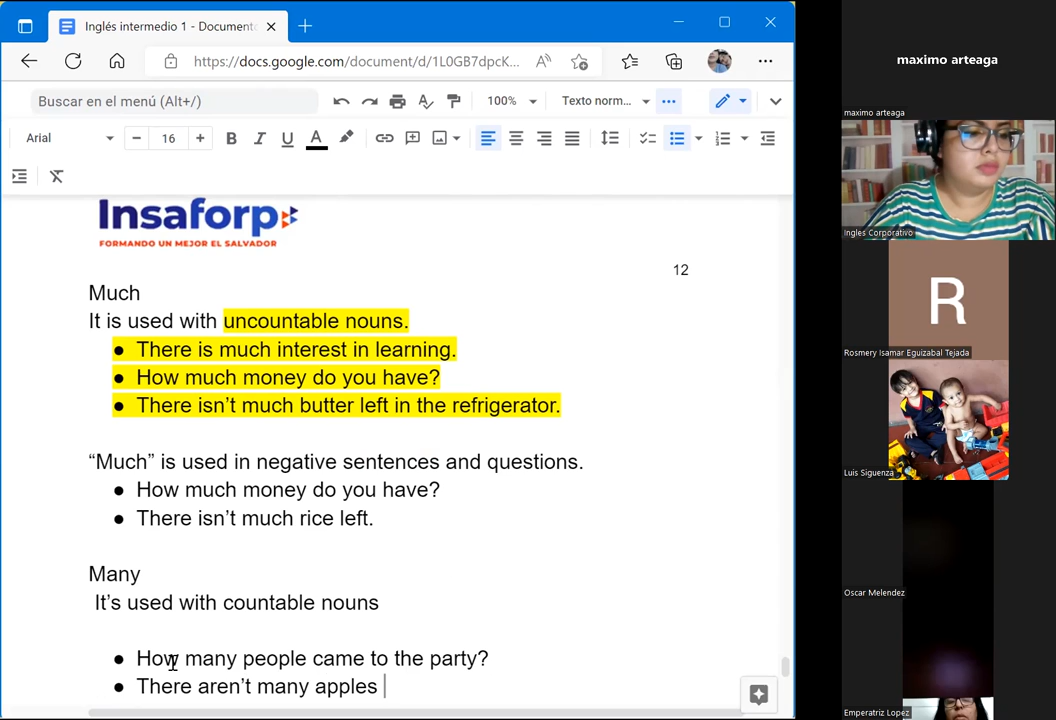 Inglés intermedio 1 - Document
https://docs.google.com/document/d/1L0GB7dpcK...
Buscar en el menú (Alt+/)
100%
Texto norm...
Arial
16
Insaforp
FORMANDO UN MEJOR EL SALVADOR
12
Much
It is used with uncountable nouns.
● There is much interest in learning.
● How much money do you have?
● There isn’t much butter left in the refrigerator.
“Much” is used in negative sentences and questions.
● How much money do you have?
● There isn’t much rice left.
Many
It’s used with countable nouns
● How many people came to the party?
● There aren’t many apples
maximo arteaga
maximo arteaga
Ingles Corporativo
R
Rosmery Isamar Eguizabal Tejada
Luis Siguenza
Oscar Melendez
Emperatriz Lopez